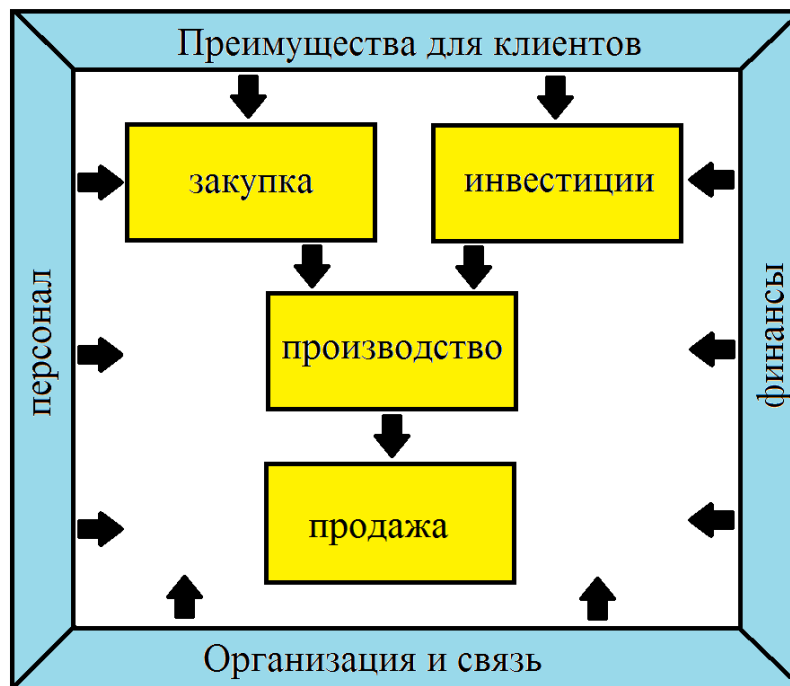 Преимущества для клиентов
закупка
инвестиции
персонал
финансы
производство
продажа
Организация и связь